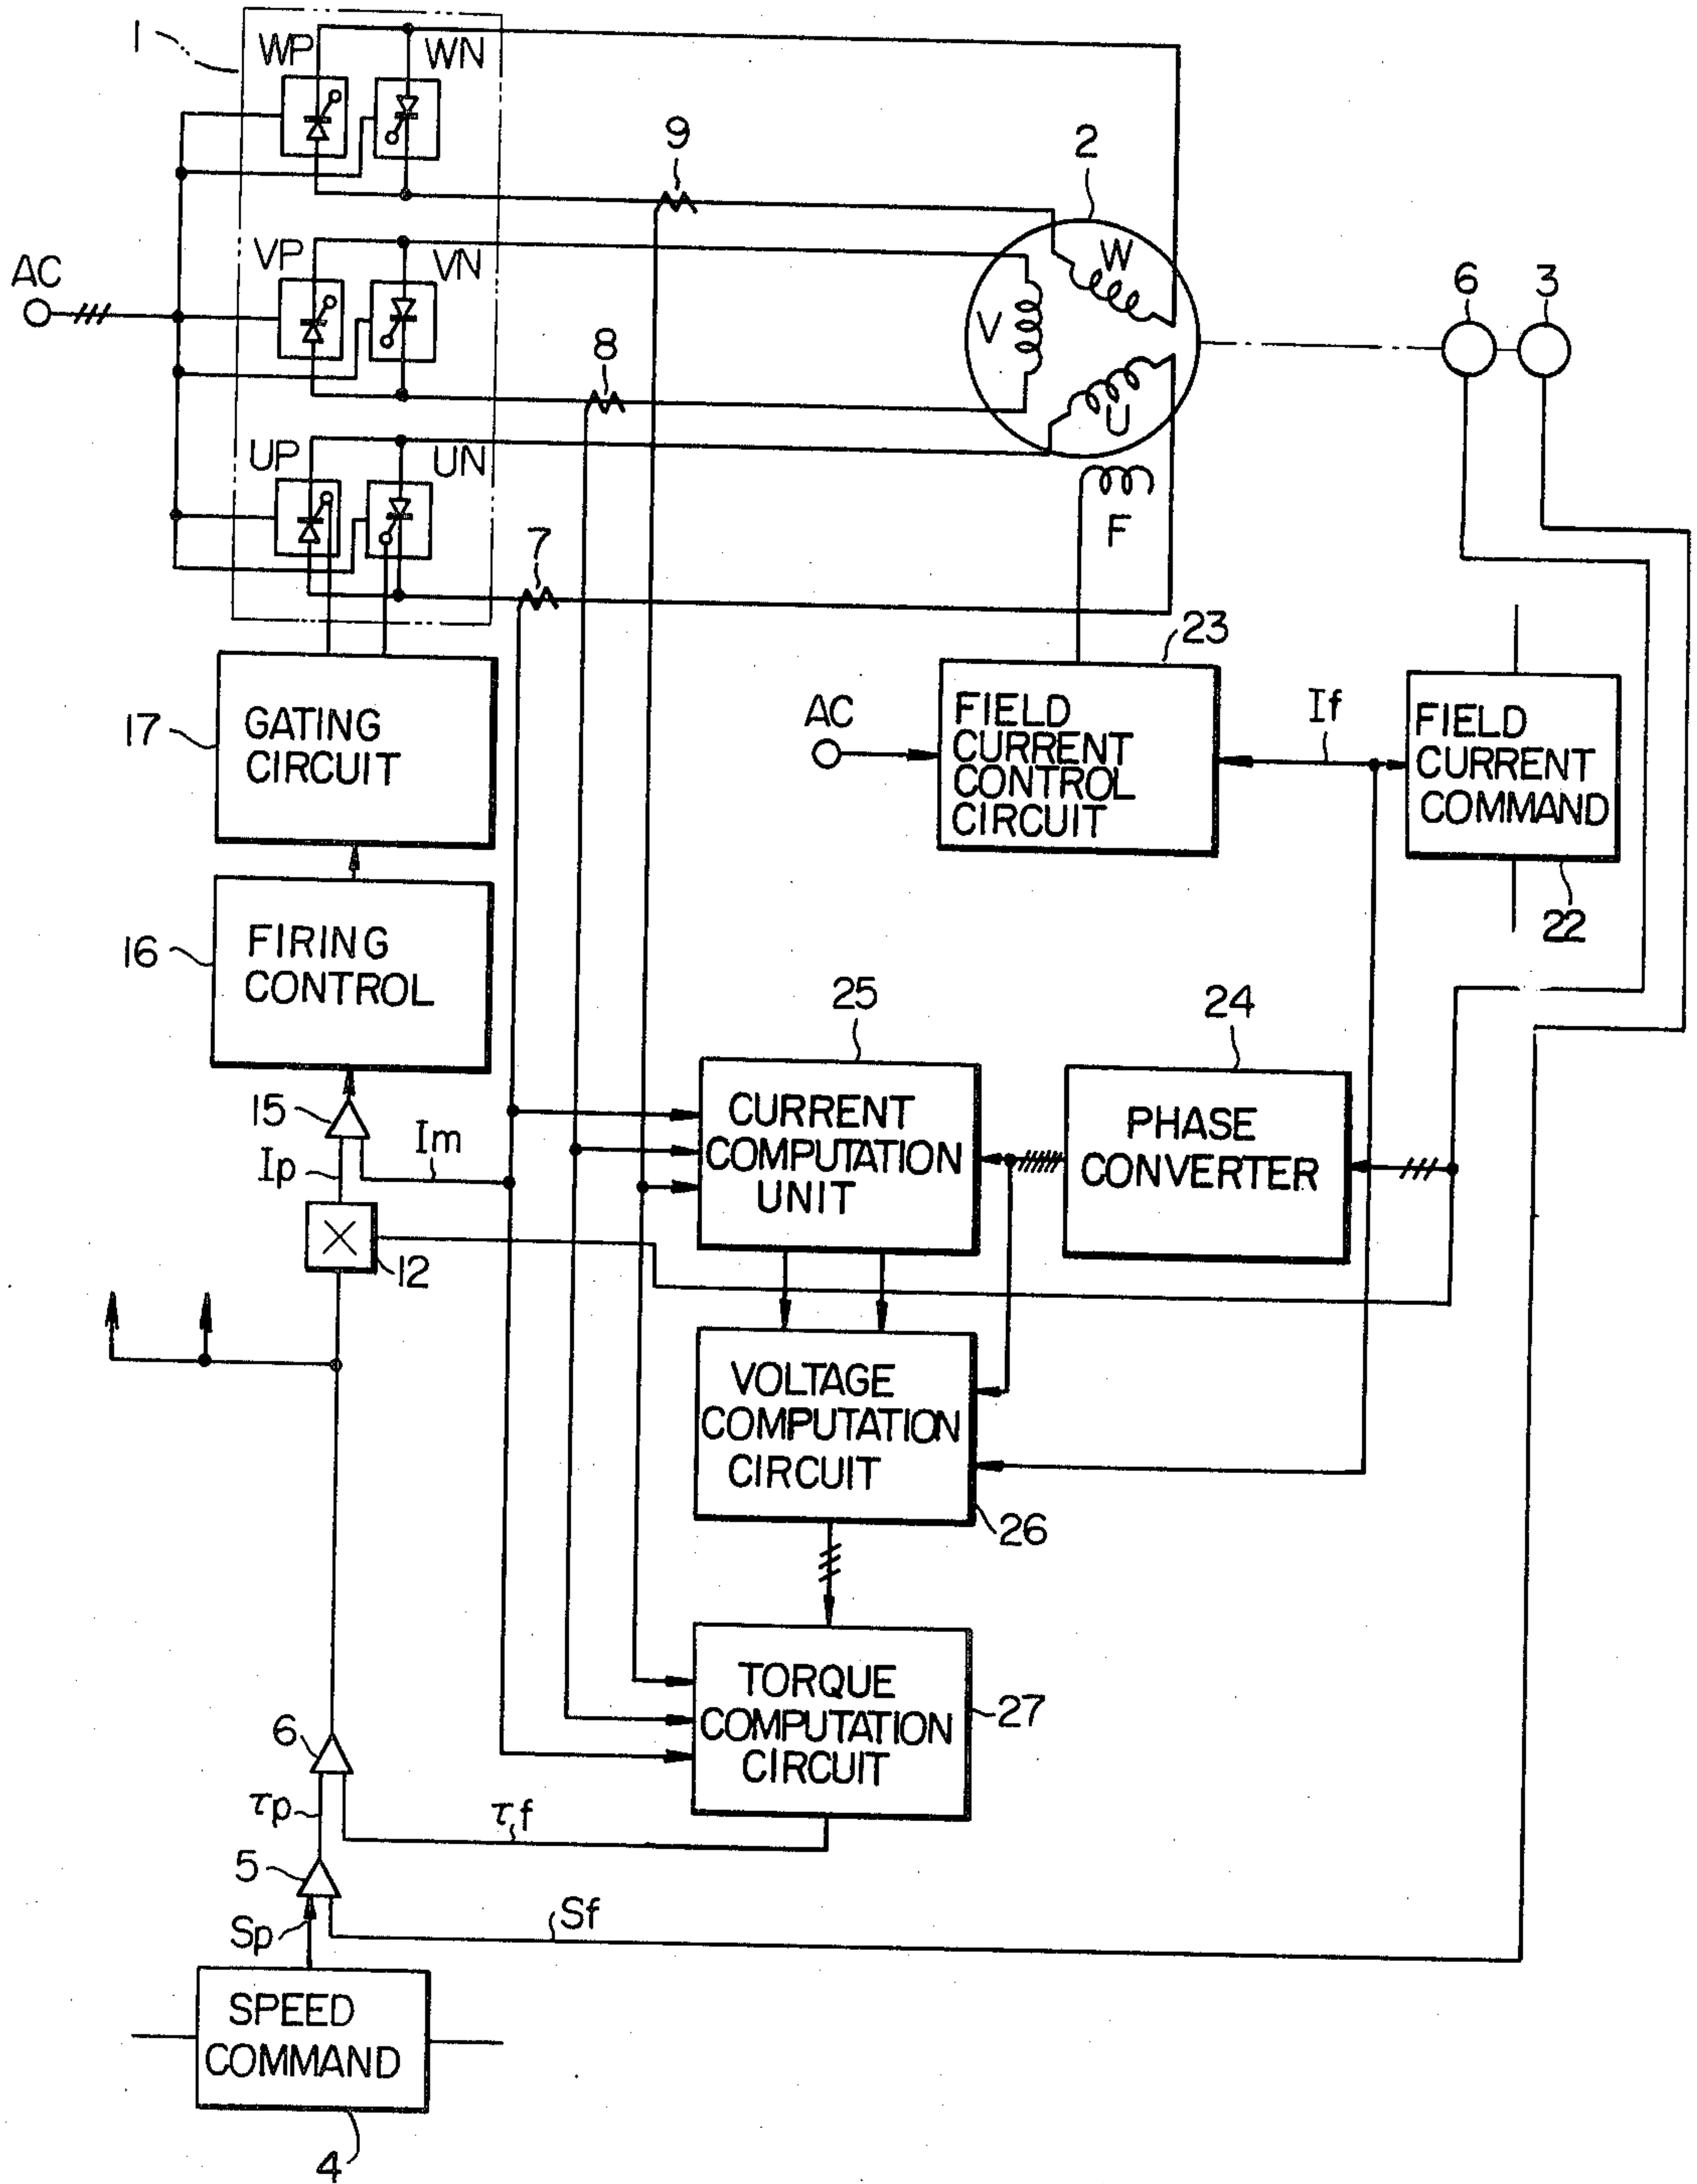 1
WP
WN
9
2
W
VP
VN
AC
V
6
3
8
U
UP
UN
F
7
23
17
GATING
CIRCUIT
AC
FIELD
CURRENT
CONTROL
CIRCUIT
If
FIELD
CURRENT
COMMAND
22
16
FIRING
CONTROL
25
24
15
Im
Ip
CURRENT
COMPUTATION
UNIT
PHASE
CONVERTER
12
VOLTAGE
COMPUTATION
CIRCUIT
26
6
TORQUE
COMPUTATION
CIRCUIT
27
τp
τf
5
Sp
Sf
SPEED
COMMAND
4